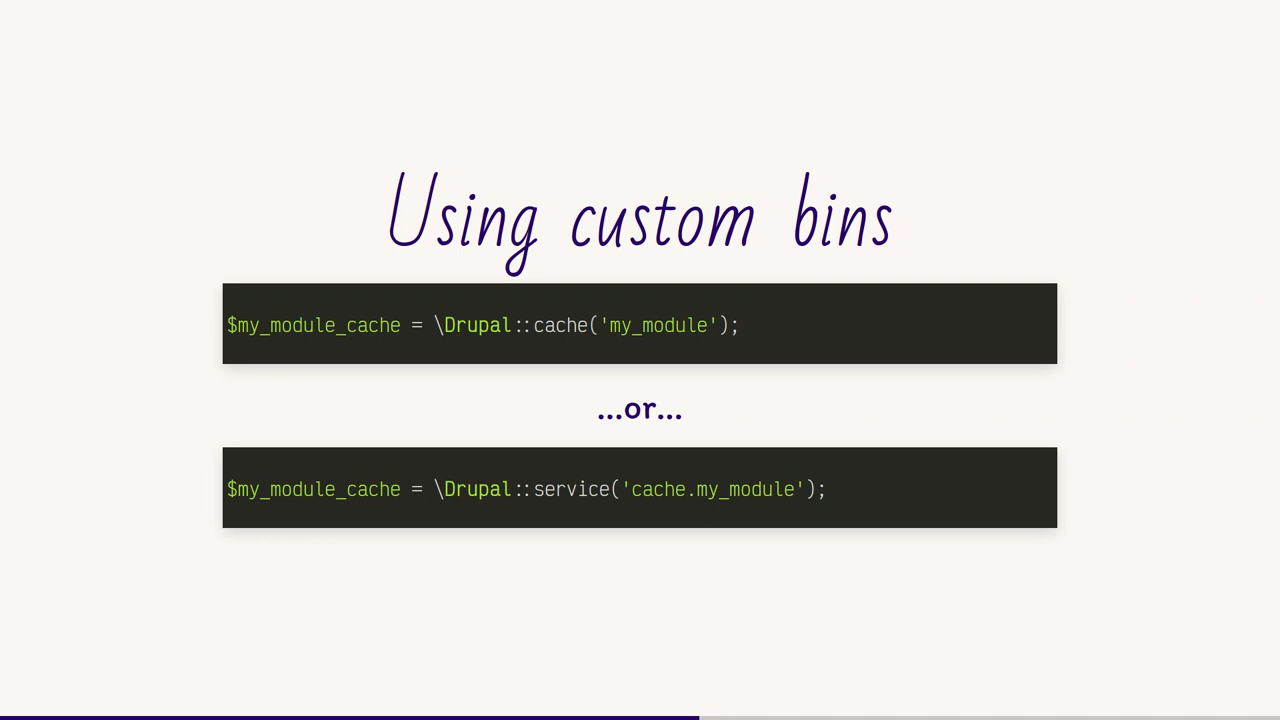 Using custom bins
$my_module_cache = \Drupal::cache('my_module');
...or...
$my_module_cache = \Drupal::service('cache.my_module');